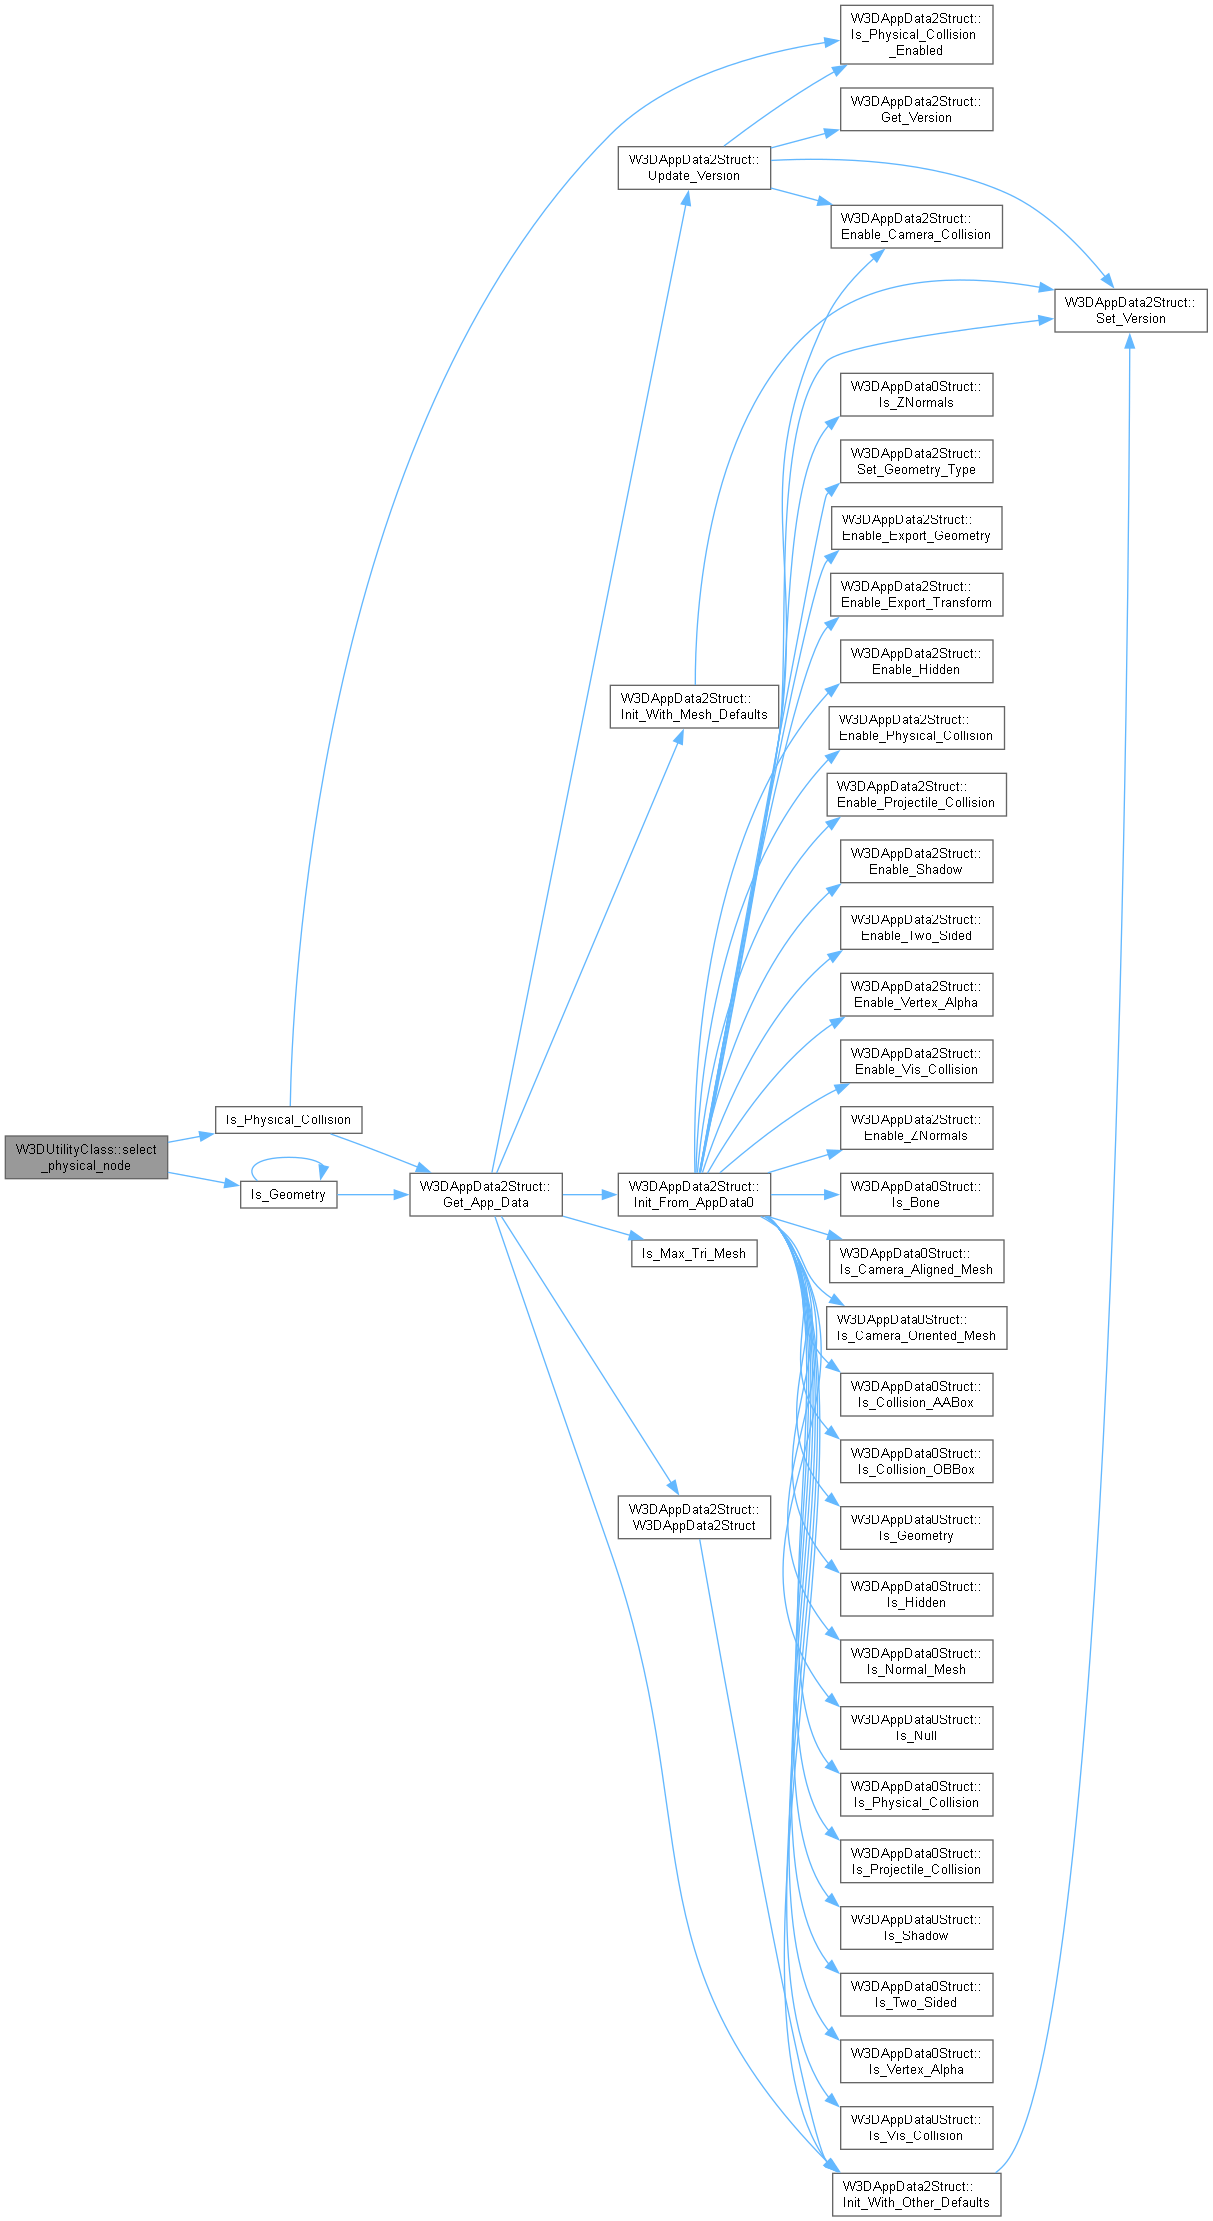 W3DAppData2Struct::
Is_Physical_Collision
_Enabled
W3DAppData2Struct::
Get_Version
W3DAppData2Struct::
Update_Version
W3DAppData2Struct::
Enable_Camera_Collision
W3DAppData2Struct::
Set_Version
W3DAppData0Struct::
Is_ZNormals
W3DAppData2Struct::
Set_Geometry_Type
W3DAppData2Struct::
Enable_Export_Geometry
W3DAppData2Struct::
Enable_Export_Transform
W3DAppData2Struct::
Enable_Hidden
W3DAppData2Struct::
Init_With_Mesh_Defaults
W3DAppData2Struct::
Enable_Physical_Collision
W3DAppData2Struct::
Enable_Projectile_Collision
W3DAppData2Struct::
Enable_Shadow
W3DAppData2Struct::
Enable_Two_Sided
W3DAppData2Struct::
Enable_Vertex_Alpha
W3DAppData2Struct::
Enable_Vis_Collision
Is_Physical_Collision
W3DAppData2Struct::
Enable_ZNormals
W3DUtilityClass::select
_physical_node
Is_Geometry
W3DAppData2Struct::
Get_App_Data
W3DAppData2Struct::
Init_From_AppData0
W3DAppData0Struct::
Is_Bone
Is_Max_Tri_Mesh
W3DAppData0Struct::
Is_Camera_Aligned_Mesh
W3DAppData0Struct::
Is_Camera_Oriented_Mesh
W3DAppData0Struct::
Is_Collision_AABox
W3DAppData0Struct::
Is_Collision_OBBox
W3DAppData2Struct::
W3DAppData2Struct
W3DAppData0Struct::
Is_Geometry
W3DAppData0Struct::
Is_Hidden
W3DAppData0Struct::
Is_Normal_Mesh
W3DAppData0Struct::
Is_Null
W3DAppData0Struct::
Is_Physical_Collision
W3DAppData0Struct::
Is_Projectile_Collision
W3DAppData0Struct::
Is_Shadow
W3DAppData0Struct::
Is_Two_Sided
W3DAppData0Struct::
Is_Vertex_Alpha
W3DAppData0Struct::
Is_Vis_Collision
W3DAppData2Struct::
Init_With_Other_Defaults